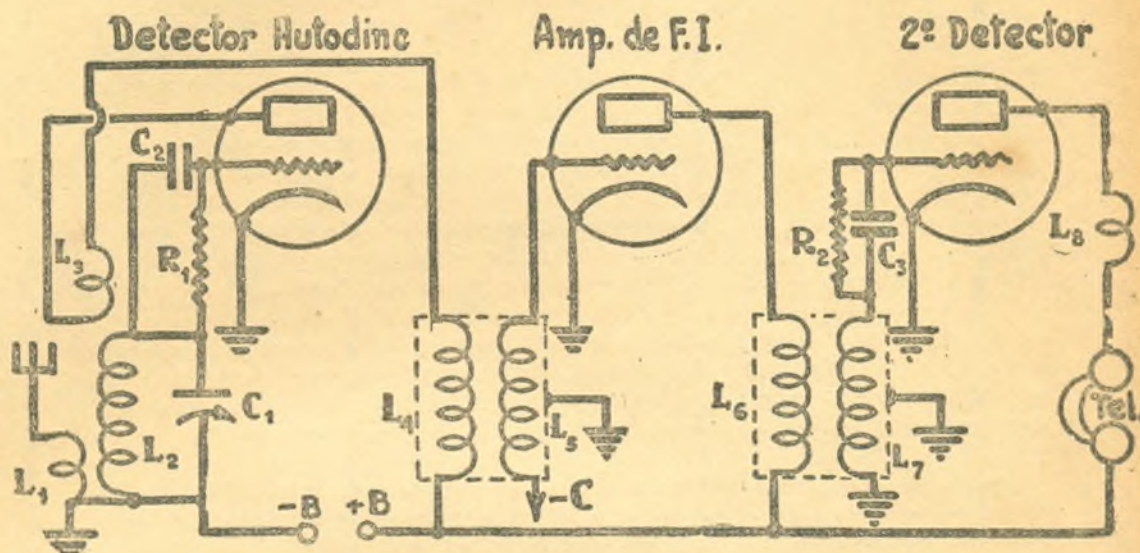 Detector Autodino
Amp. de F.I.
2º Detector
C₂
L₃
R₁
R₂
C₃
L₈
C₁
L₂
L₁
L₄
L₅
L₆
L₇
Tel
-B
+B
-C